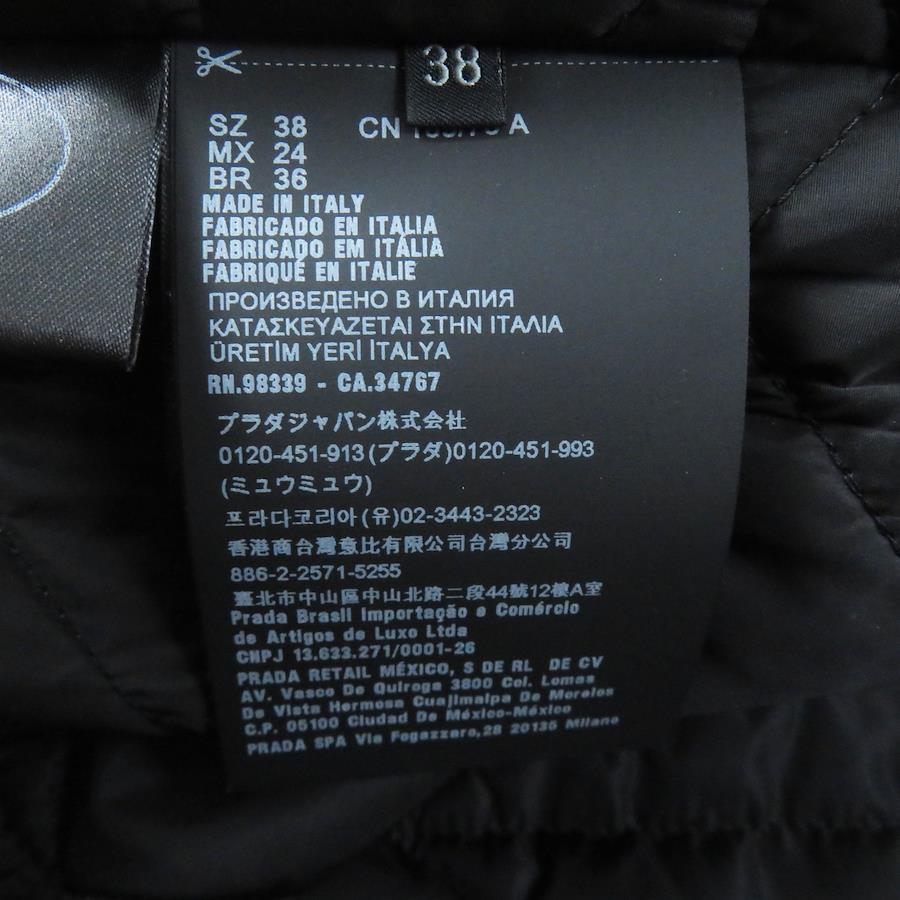 38
SZ 38 CN A
MX 24
BR 36
MADE IN ITALY
FABRICADO EN ITALIA
FABRICADO EM ITÁLIA
FABRIQUÉ EN ITALIE
ПРОИЗВЕДЕНО В ИТАЛИЯ
ΚΑΤΑΣΚΕΥΑΖΕΤΑΙ ΣΤΗΝ ΙΤΑΛΙΑ
ÜRETİM YERİ İTALYA
RN.98339 - CA.34767
プラダジャパン株式会社
0120-451-913(プラダ)0120-451-993
(ミュウミュウ)
프라다코리아(유)02-3443-2323
香港商台灣意比有限公司台灣分公司
886-2-2571-5255
臺北市中山區中山北路二段44號12樓A室
Prada Brasil Importação e Comércio
de Artigos de Luxo Ltda
CNPJ 13.633.271/0001-26
PRADA RETAIL MÉXICO, S DE RL DE CV
AV. Vasco De Quiroga 3800 Col. Lomas
De Vista Hermosa Cuajimalpa De Morelos
C.P. 05100 Ciudad De México-México
PRADA SPA Via Fogazzaro,28 20135 Milano